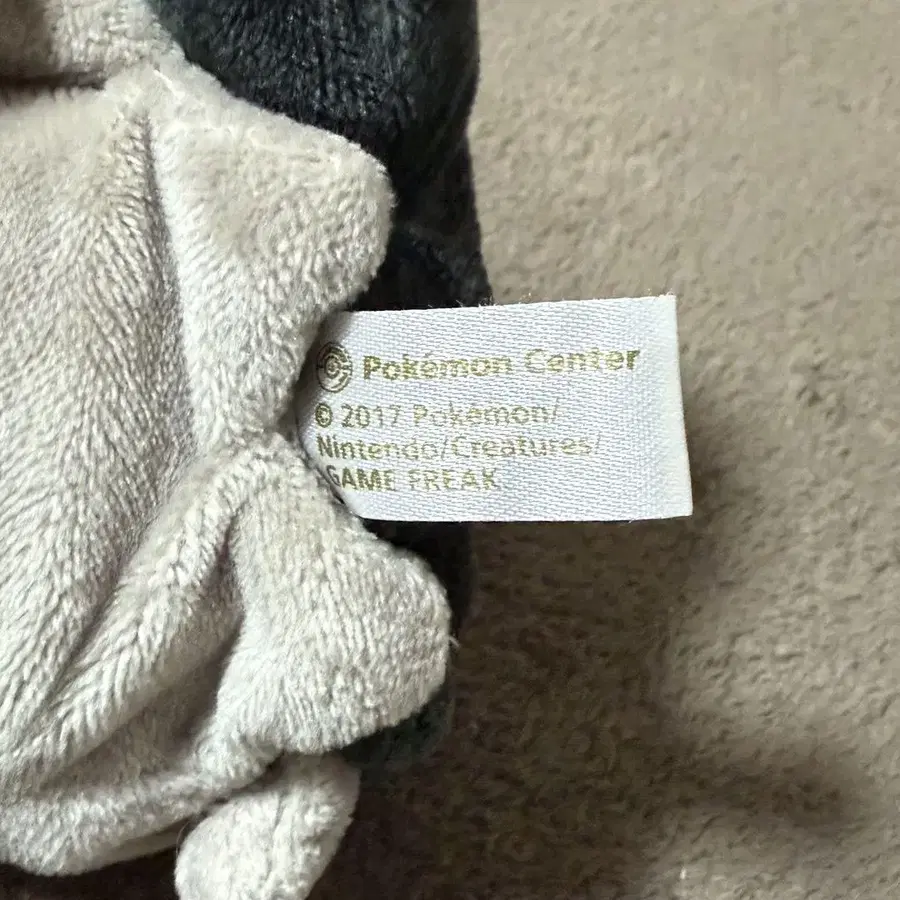 Pokémon Center
© 2017 Pokémon/
Nintendo/Creatures/
GAME FREAK